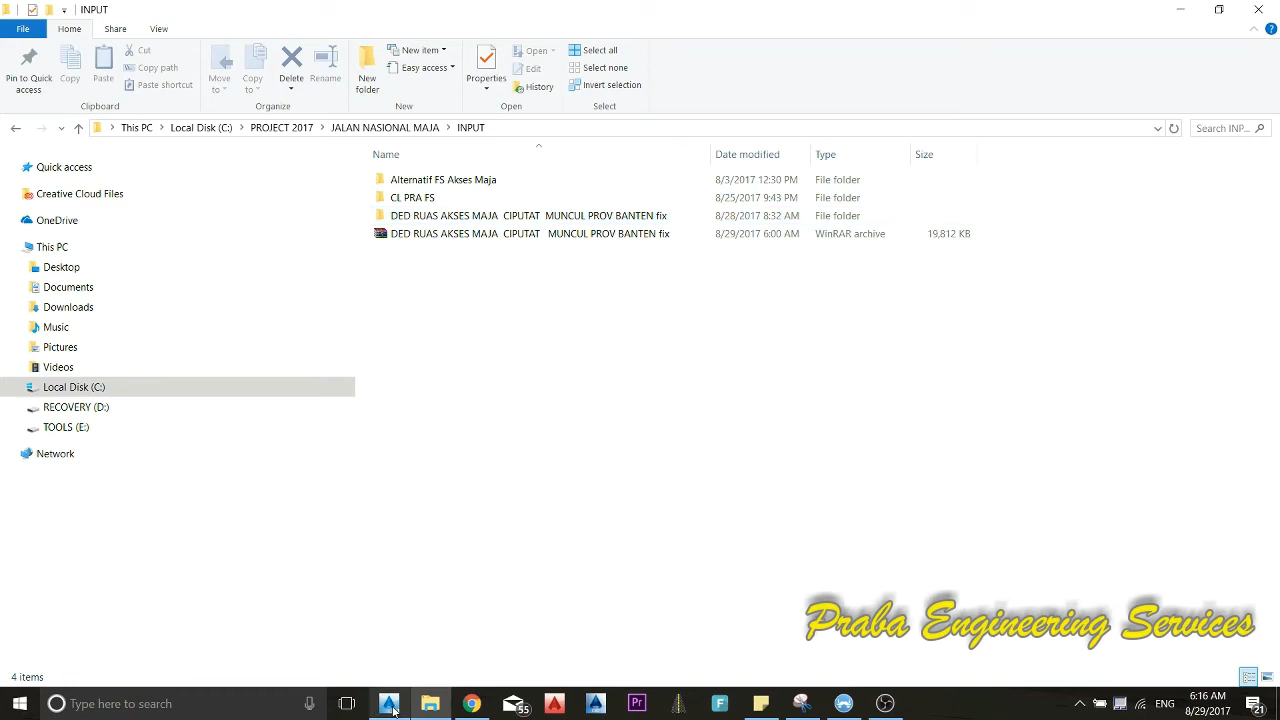 INPUT
File Home Share View
Pin to Quick access
Copy
Paste
Cut
Copy path
Paste shortcut
Clipboard
Move to
Copy to
Delete
Rename
Organize
New folder
New item
Easy access
New
Properties
Open
Edit
History
Open
Select all
Select none
Invert selection
Select
This PC Local Disk (C:) PROJECT 2017 JALAN NASIONAL MAJA INPUT
Search INP...
Name Date modified Type Size
Alternatif FS Akses Maja 8/3/2017 12:30 PM File folder
CL PRA FS 8/25/2017 9:43 PM File folder
DED RUAS AKSES MAJA CIPUTAT MUNCUL PROV BANTEN fix 8/28/2017 8:32 AM File folder
DED RUAS AKSES MAJA CIPUTAT MUNCUL PROV BANTEN fix 8/29/2017 6:00 AM WinRAR archive 19,812 KB
Quick access
Creative Cloud Files
OneDrive
This PC
Desktop
Documents
Downloads
Music
Pictures
Videos
Local Disk (C:)
RECOVERY (D:)
TOOLS (E:)
Network
Praba Engineering Services
4 items
Type here to search
55
Pr
F
ENG
6:16 AM
8/29/2017
21